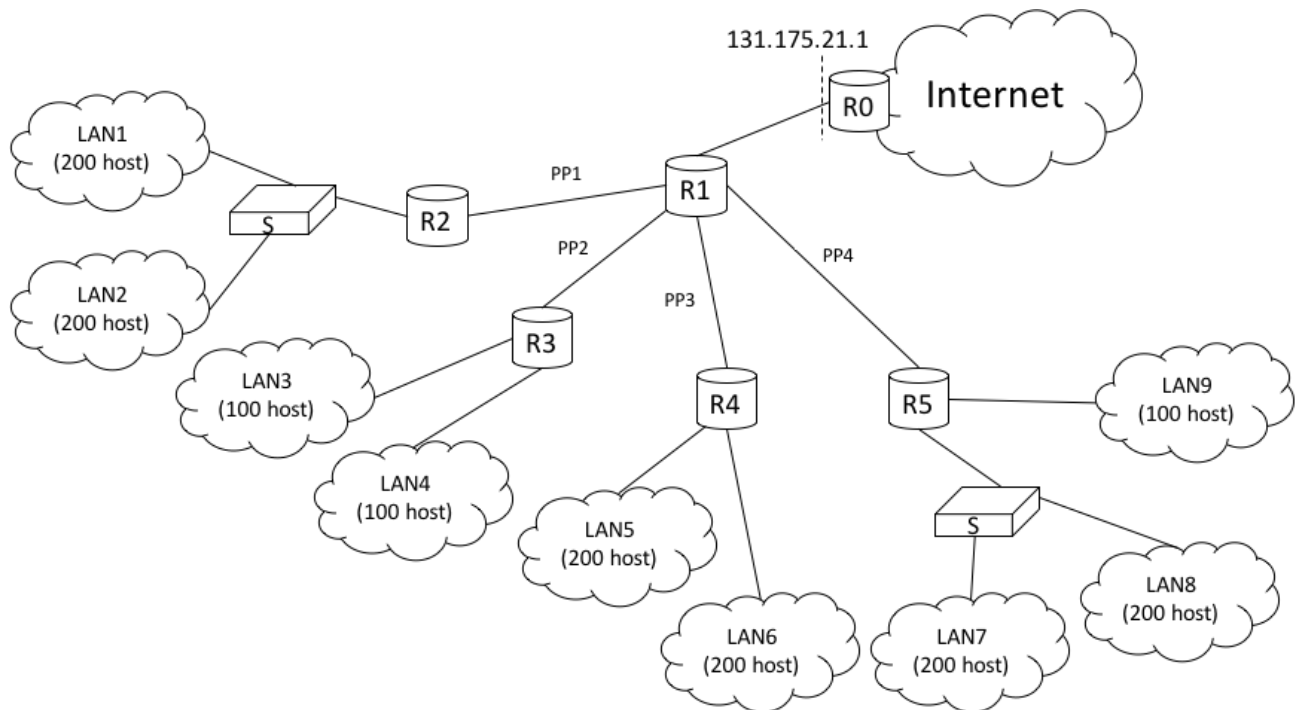 131.175.21.1
R0
Internet
LAN1
(200 host)
S
R2
PP1
R1
PP2
PP4
LAN2
(200 host)
PP3
R3
LAN3
(100 host)
R4
R5
LAN9
(100 host)
LAN4
(100 host)
LAN5
(200 host)
S
LAN8
(200 host)
LAN6
(200 host)
LAN7
(200 host)